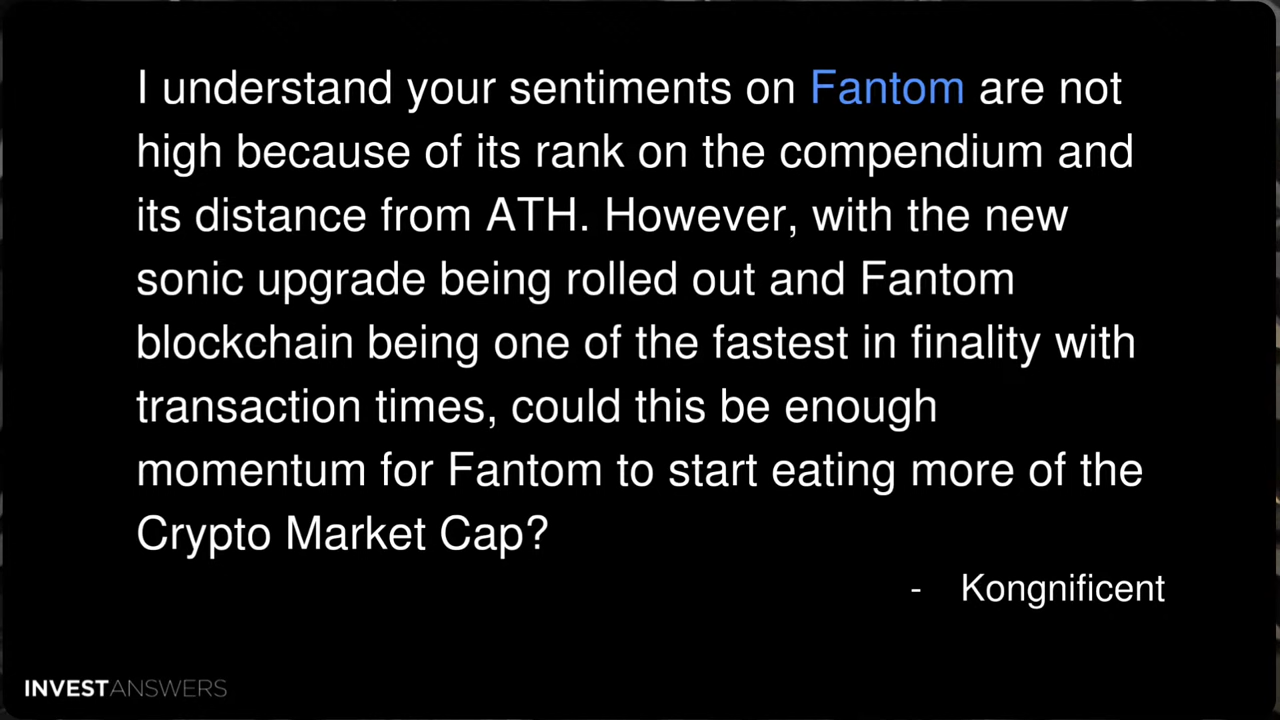 I understand your sentiments on Fantom are not
high because of its rank on the compendium and
its distance from ATH. However, with the new
sonic upgrade being rolled out and Fantom
blockchain being one of the fastest in finality with
transaction times, could this be enough
momentum for Fantom to start eating more of the
Crypto Market Cap?
- Kongnificent
INVESTANSWERS